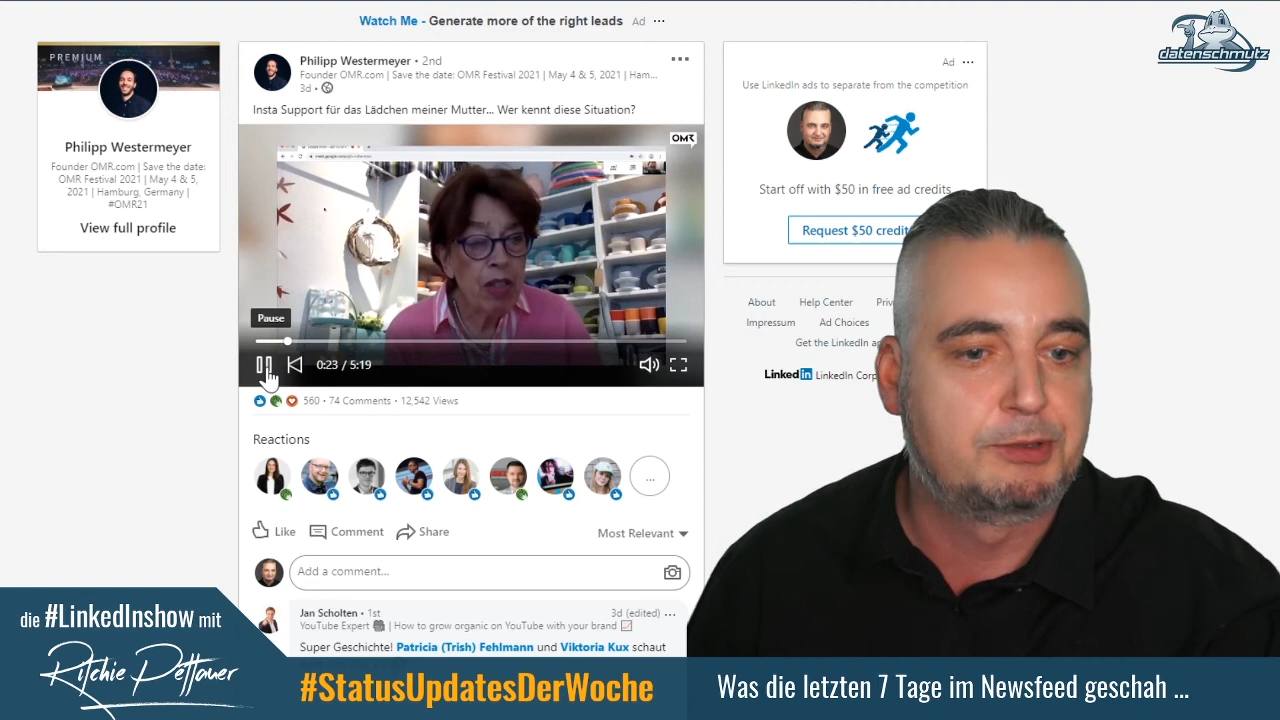 Watch Me - Generate more of the right leads Ad ...
datenschmutz
PREMIUM
Philipp Westermeyer
Founder OMR.com | Save the date:
OMR Festival 2021 | May 4 & 5,
2021 | Hamburg, Germany |
#OMR21
View full profile
Philipp Westermeyer • 2nd
Founder OMR.com | Save the date: OMR Festival 2021 | May 4 & 5, 2021 | Ham...
3d •
Insta Support für das Lädchen meiner Mutter... Wer kennt diese Situation?
OMR
Pause
0:23 / 5:19
560 • 74 Comments • 12,542 Views
Reactions
...
Like Comment Share Most Relevant
Add a comment...
Jan Scholten • 1st 3d (edited) ...
YouTube Expert | How to grow organic on YouTube with your brand
Super Geschichte! Patricia (Trish) Fehlmann und Viktoria Kux schaut
Ad ...
Use LinkedIn ads to separate from the competition
Start off with $50 in free ad credits
Request $50 credit
About Help Center
Impressum Ad Choices
Get the LinkedIn
LinkedIn LinkedIn
die #LinkedInshow mit
Ritchie Pettauer
#StatusUpdatesDerWoche
Was die letzten 7 Tage im Newsfeed geschah ...